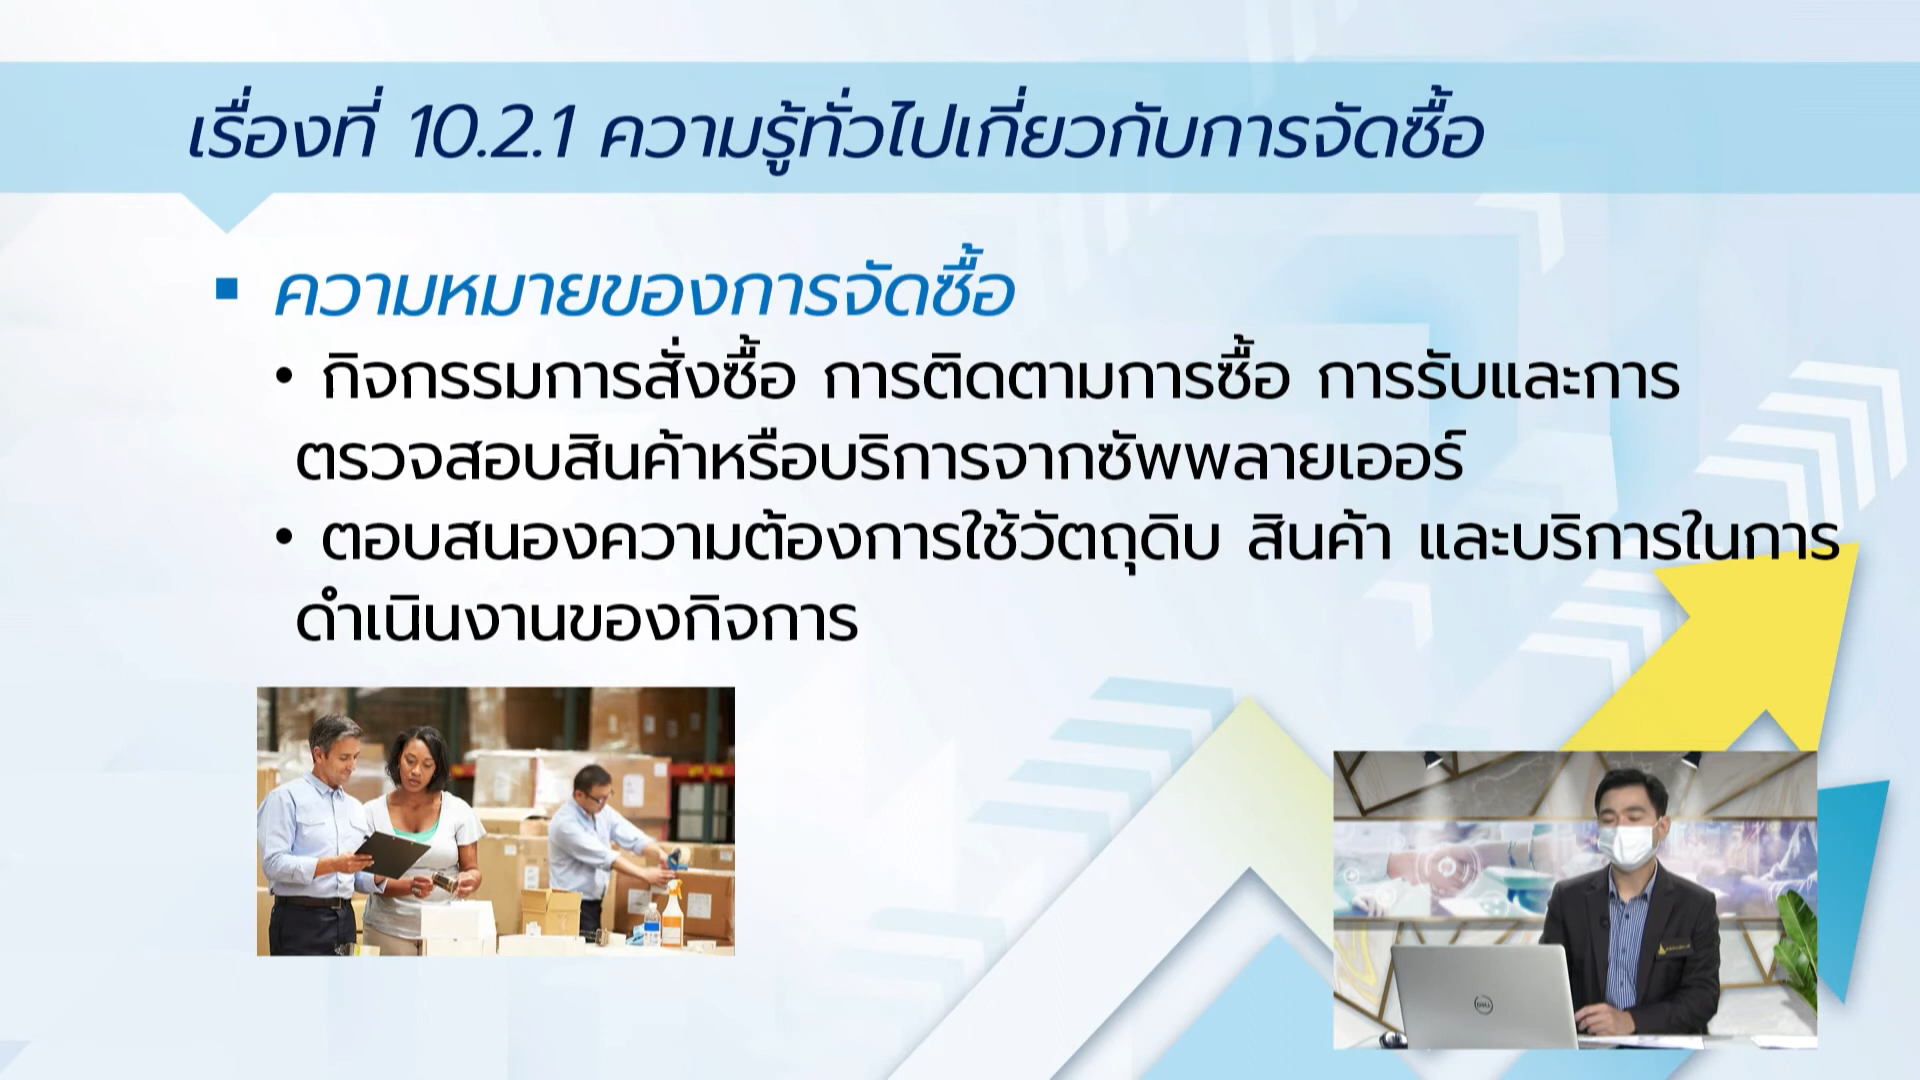 เรื่องที่ 10.2.1 ความรู้ทั่วไปเกี่ยวกับการจัดซื้อ
▪ ความหมายของการจัดซื้อ
• กิจกรรมการสั่งซื้อ การติดตามการซื้อ การรับและการ
ตรวจสอบสินค้าหรือบริการจากซัพพลายเออร์
• ตอบสนองความต้องการใช้วัตถุดิบ สินค้า และบริการในการ
ดำเนินงานของกิจการ
DELL